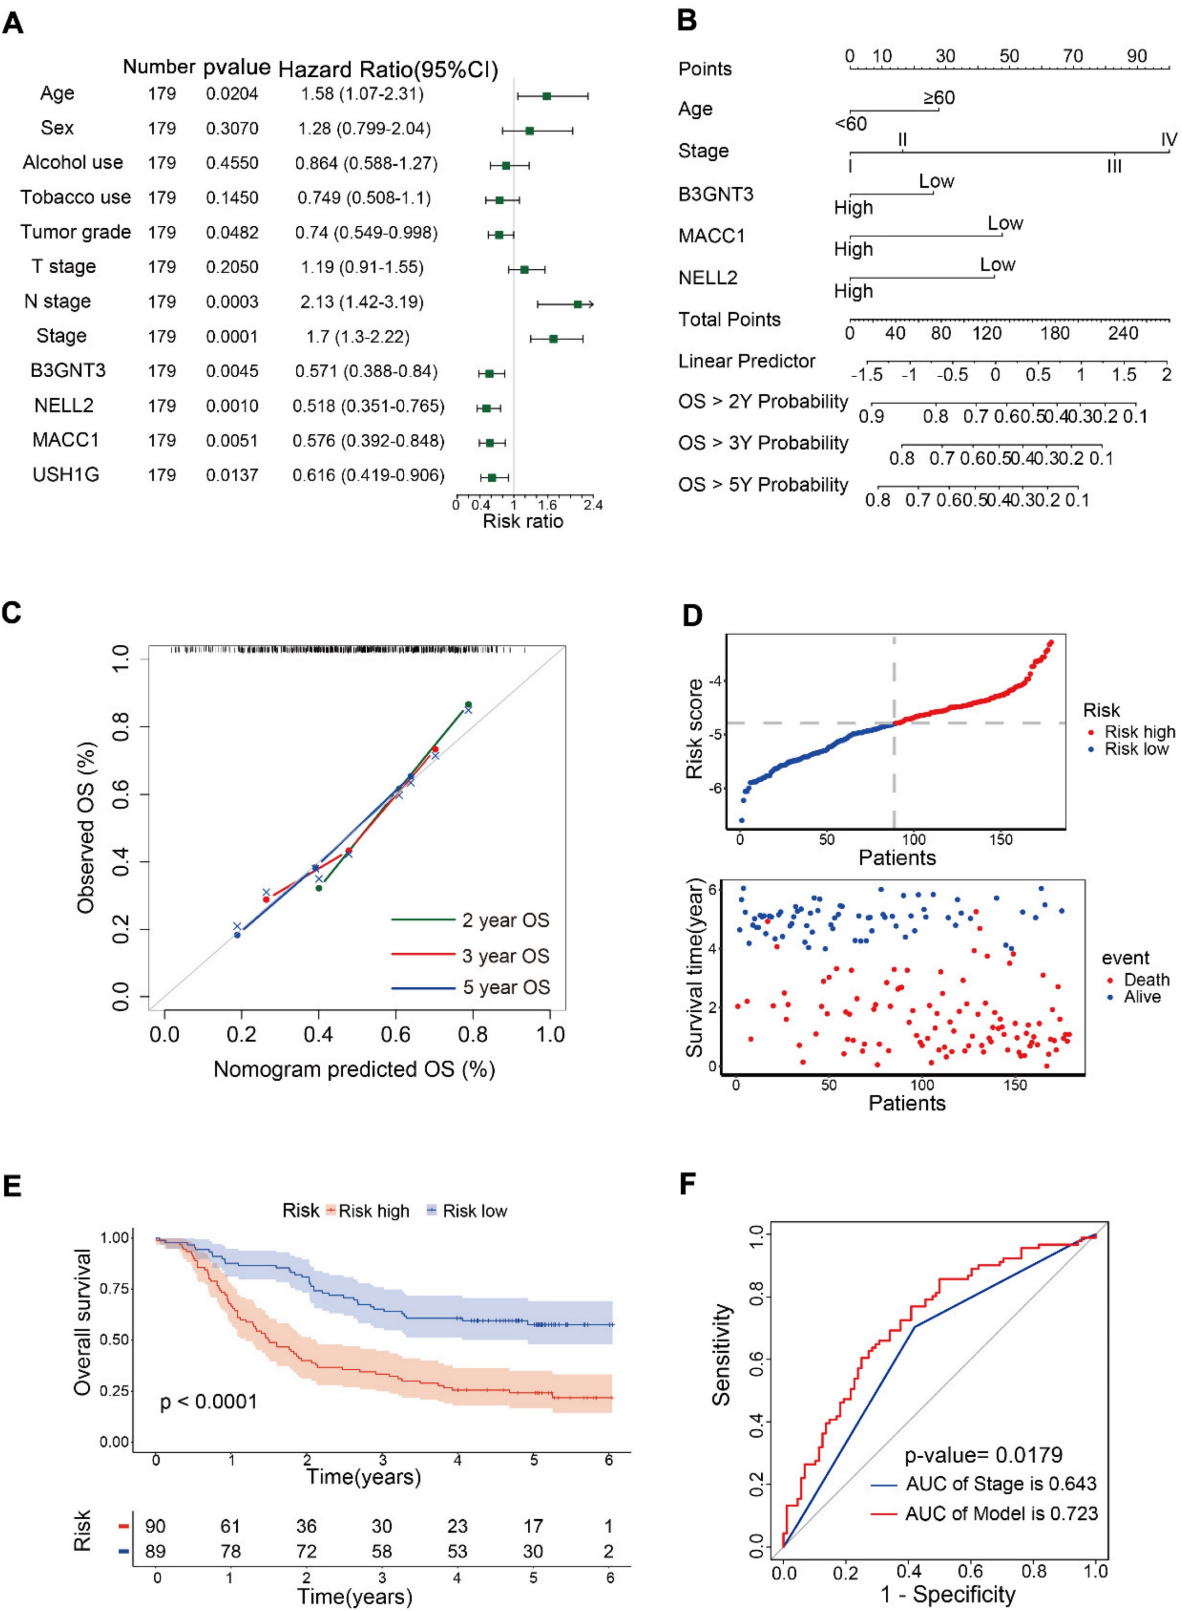 A
Number pvalue Hazard Ratio(95%CI)
Age 179 0.0204 1.58 (1.07-2.31)
Sex 179 0.3070 1.28 (0.799-2.04)
Alcohol use 179 0.4550 0.864 (0.588-1.27)
Tobacco use 179 0.1450 0.749 (0.508-1.1)
Tumor grade 179 0.0482 0.74 (0.549-0.998)
T stage 179 0.2050 1.19 (0.91-1.55)
N stage 179 0.0003 2.13 (1.42-3.19)
Stage 179 0.0001 1.7 (1.3-2.22)
B3GNT3 179 0.0045 0.571 (0.388-0.84)
NELL2 179 0.0010 0.518 (0.351-0.765)
MACC1 179 0.0051 0.576 (0.392-0.848)
USH1G 179 0.0137 0.616 (0.419-0.906)
0 0.4 1 1.6 2.4
Risk ratio
B
Points 0 10 30 50 70 90
Age <60 ≥60
Stage I II III IV
B3GNT3 High Low
MACC1 High Low
NELL2 High Low
Total Points 0 40 80 120 180 240
Linear Predictor -1.5 -1 -0.5 0 0.5 1 1.5 2
OS > 2Y Probability 0.9 0.8 0.7 0.6 0.5 0.4 0.3 0.2 0.1
OS > 3Y Probability 0.8 0.7 0.6 0.5 0.4 0.3 0.2 0.1
OS > 5Y Probability 0.8 0.7 0.6 0.5 0.4 0.3 0.2 0.1
C
Observed OS (%)
1.0
0.8
0.6
0.4
0.2
0.0
2 year OS
3 year OS
5 year OS
0.0 0.2 0.4 0.6 0.8 1.0
Nomogram predicted OS (%)
D
Risk score
-4
-5
-6
0 50 100 150
Patients
Risk
Risk high
Risk low
Survival time(year)
6
4
2
0
0 50 100 150
Patients
event
Death
Alive
E
Risk Risk high Risk low
Overall survival
1.00
0.75
0.50
0.25
0.00
p < 0.0001
0 1 2 3 4 5 6
Time(years)
Risk
90 61 36 30 23 17 1
89 78 72 58 53 30 2
0 1 2 3 4 5 6
Time(years)
F
Sensitivity
1.0
0.8
0.6
0.4
0.2
0.0
p-value= 0.0179
AUC of Stage is 0.643
AUC of Model is 0.723
0.0 0.2 0.4 0.6 0.8 1.0
1 - Specificity